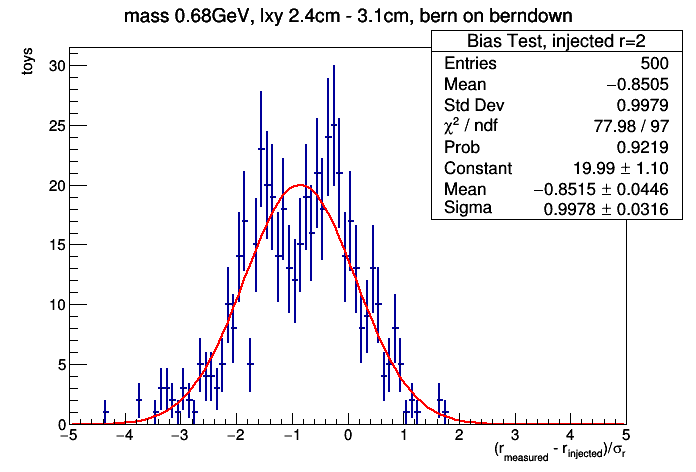 mass 0.68GeV, lxy 2.4cm - 3.1cm, bern on berndown
Bias Test, injected r=2
Entries 500
Mean −0.8505
Std Dev 0.9979
χ² / ndf 77.98 / 97
Prob 0.9219
Constant 19.99 ± 1.10
Mean −0.8515 ± 0.0446
Sigma 0.9978 ± 0.0316
toys
30
25
20
15
10
5
0
−5 −4 −3 −2 −1 0 1 2 3 4 5
(r_measured - r_injected)/σ_r